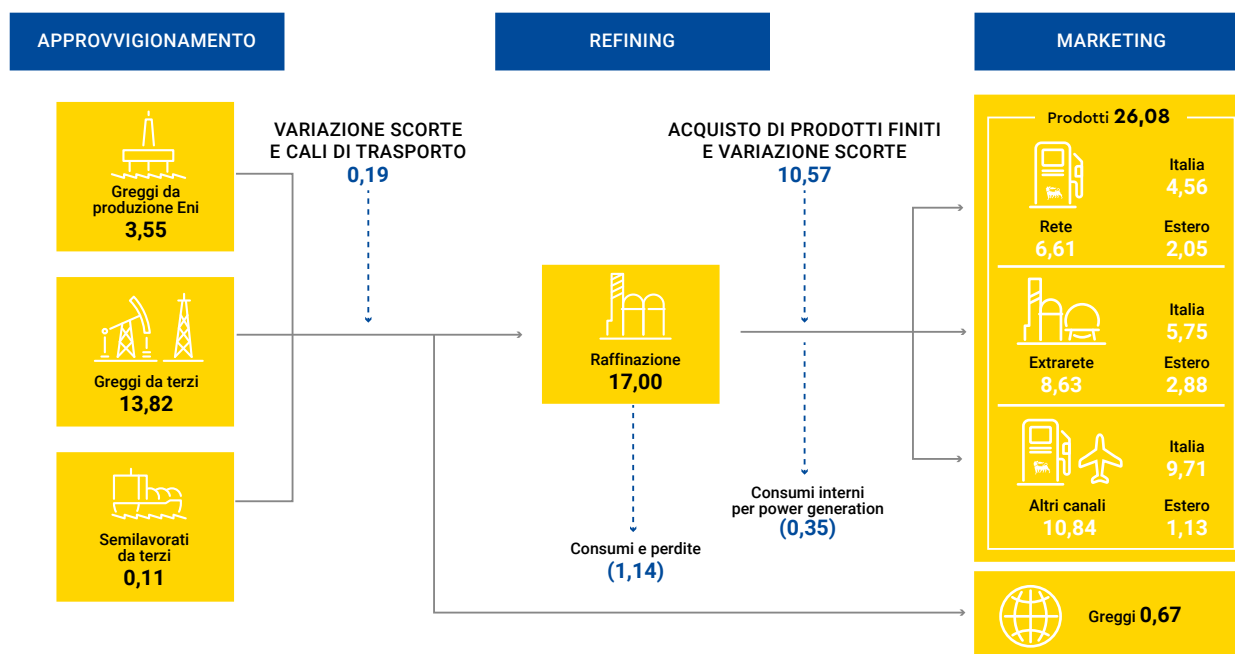 APPROVVIGIONAMENTO
REFINING
MARKETING
Greggi da
produzione Eni
3,55
Greggi da terzi
13,82
Semilavorati
da terzi
0,11
VARIAZIONE SCORTE
E CALI DI TRASPORTO
0,19
Raffinazione
17,00
Consumi e perdite
(1,14)
ACQUISTO DI PRODOTTI FINITI
E VARIAZIONE SCORTE
10,57
Consumi interni
per power generation
(0,35)
Prodotti 26,08
Italia
4,56
Rete
6,61
Estero
2,05
Italia
5,75
Extrarete
8,63
Estero
2,88
Italia
9,71
Altri canali
10,84
Estero
1,13
Greggi 0,67